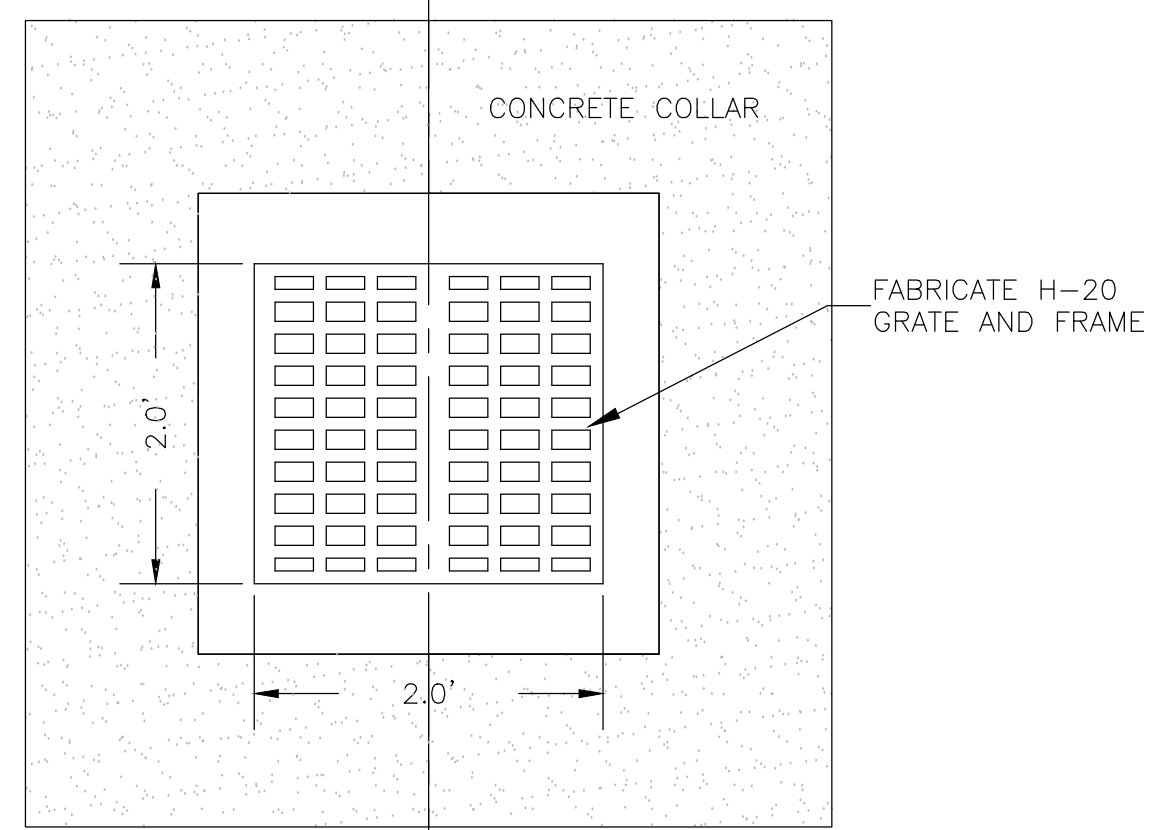 CONCRETE COLLAR
FABRICATE H-20
GRATE AND FRAME
2.0'
2.0'